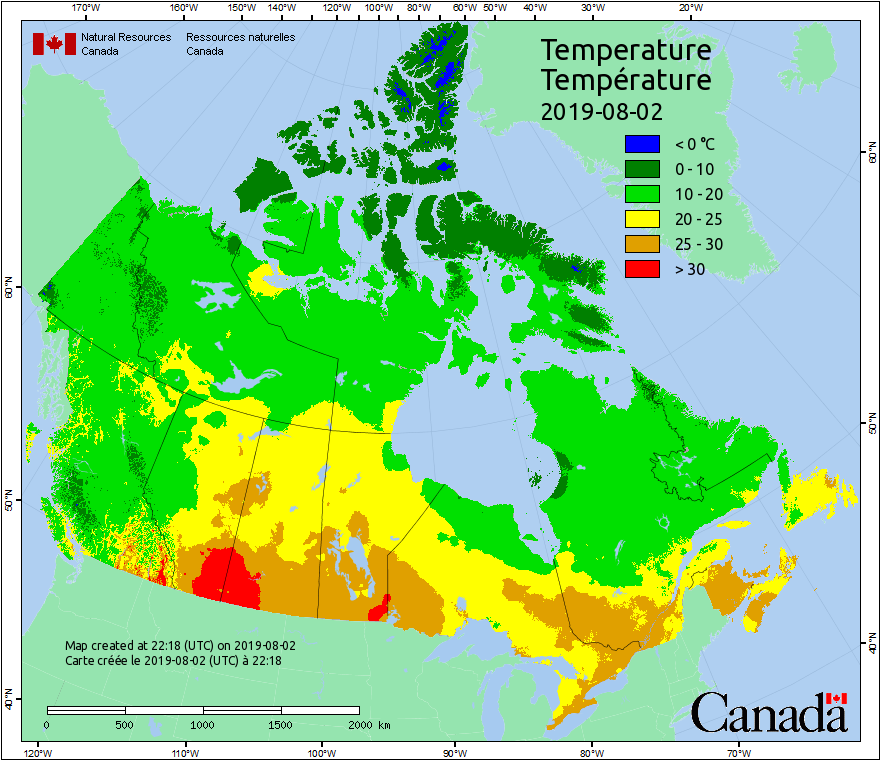 170°W 160°W 150°W 140°W 120°W 100°W 80°W 60°W 50°W 40°W 30°W 20°W
Natural Resources Ressources naturelles
Canada Canada
Temperature
Température
2019-08-02
< 0 °C
0 - 10
10 - 20
20 - 25
25 - 30
> 30
60°N 60°N
50°N 50°N
40°N 40°N
Map created at 22:18 (UTC) on 2019-08-02
Carte créée le 2019-08-02 (UTC) à 22:18
0 500 1000 1500 2000 km
Canada
120°W 110°W 100°W 90°W 80°W 70°W